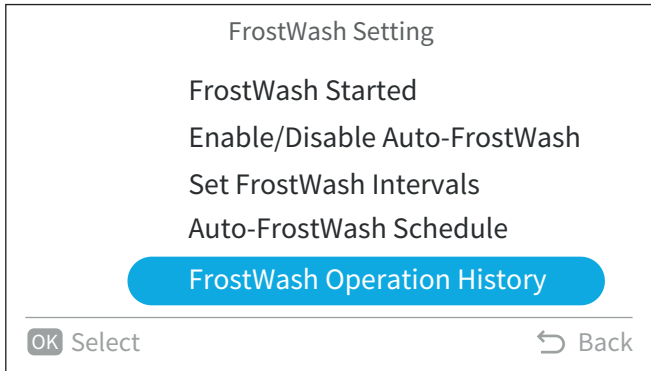 FrostWash Setting
FrostWash Started
Enable/Disable Auto-FrostWash
Set FrostWash Intervals
Auto-FrostWash Schedule
FrostWash Operation History
OK Select Back